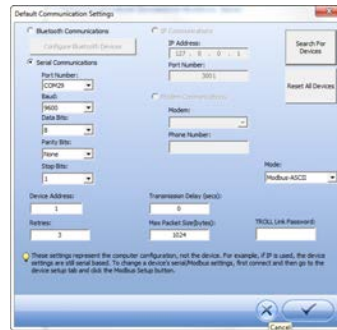 Default Communication Settings
Bluetooth Communications
Configure Bluetooth Devices
Serial Communications
Port Number:
COM29
Baud:
9600
Data Bits:
8
Parity Bits:
None
Stop Bits:
1
IP Communications
IP Address:
127 . 0 . 0 . 1
Port Number:
3001
Modem Communications
Modem:
Phone Number:
Search For
Devices
Reset All Devices
Mode:
Modbus-ASCII
Device Address:
1
Transmission Delay (secs):
0
Retries:
3
Max Packet Size(bytes):
1024
TROLL Link Password:
These settings represent the computer configuration, not the device. For example, if IP is used, the device
settings are still serial based. To change a device's serial/Modbus settings, first connect and then go to the
device setup tab and click the Modbus Setup button.
Cancel